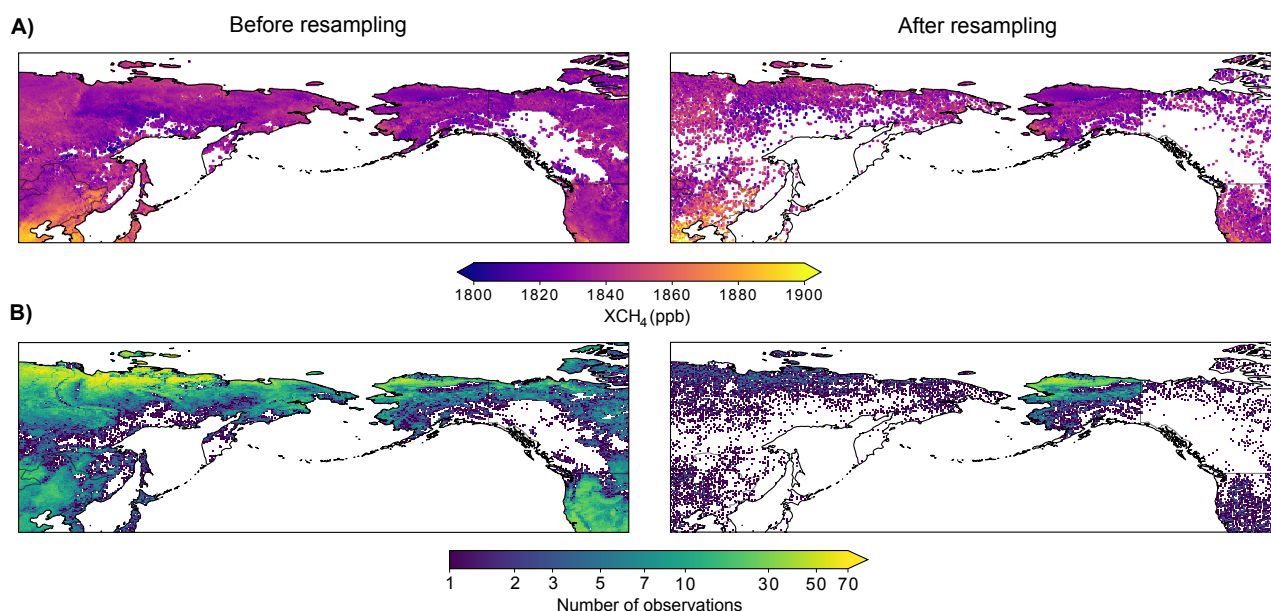 A)
Before resampling
After resampling
1800 1820 1840 1860 1880 1900
XCH₄ (ppb)
B)
1 2 3 5 7 10 30 50 70
Number of observations